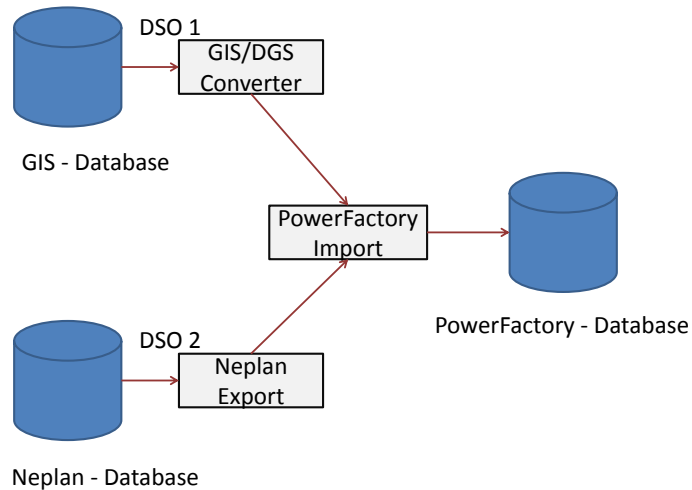 DSO 1
GIS/DGS
Converter
GIS - Database
PowerFactory
Import
PowerFactory - Database
DSO 2
Neplan
Export
Neplan - Database